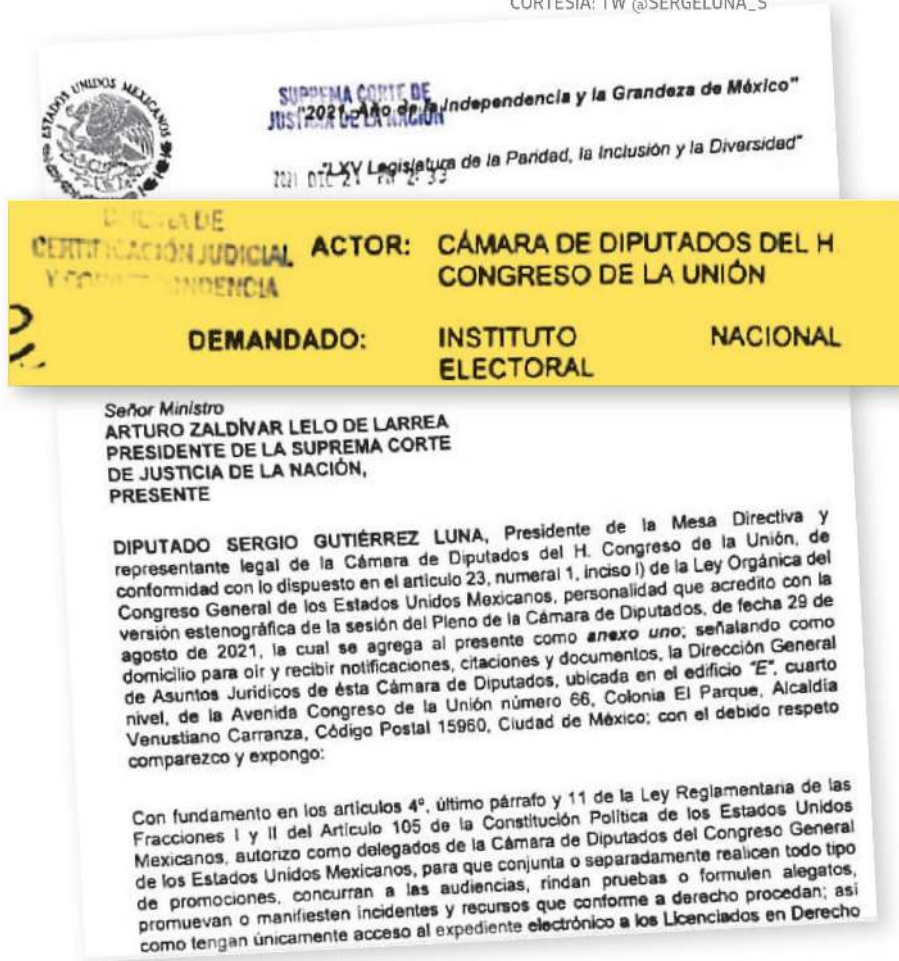 CORTESÍA: TW @SERGELUNA_S
ESTADOS UNIDOS MEXICANOS
SUPREMA CORTE DE
JUSTICIA DE LA NACIÓN
"2021, Año de la Independencia y la Grandeza de México"
"LXV Legislatura de la Paridad, la Inclusión y la Diversidad"
2021 DIC 21 PM 2: 33
OFICINA DE
CERTIFICACIÓN JUDICIAL
Y CORRESPONDENCIA
ACTOR: CÁMARA DE DIPUTADOS DEL H
CONGRESO DE LA UNIÓN
DEMANDADO: INSTITUTO NACIONAL
ELECTORAL
Señor Ministro
ARTURO ZALDÍVAR LELO DE LARREA
PRESIDENTE DE LA SUPREMA CORTE
DE JUSTICIA DE LA NACIÓN,
PRESENTE
DIPUTADO SERGIO GUTIÉRREZ LUNA, Presidente de la Mesa Directiva y
representante legal de la Cámara de Diputados del H. Congreso de la Unión, de
conformidad con lo dispuesto en el artículo 23, numeral 1, inciso l) de la Ley Orgánica del
Congreso General de los Estados Unidos Mexicanos, personalidad que acredito con la
versión estenográfica de la sesión del Pleno de la Cámara de Diputados, de fecha 29 de
agosto de 2021, la cual se agrega al presente como anexo uno; señalando como
domicilio para oir y recibir notificaciones, citaciones y documentos, la Dirección General
de Asuntos Jurídicos de ésta Cámara de Diputados, ubicada en el edificio "E", cuarto
nivel, de la Avenida Congreso de la Unión número 66, Colonia El Parque, Alcaldía
Venustiano Carranza, Código Postal 15960, Ciudad de México; con el debido respeto
comparezco y expongo:
Con fundamento en los artículos 4º, último párrafo y 11 de la Ley Reglamentaria de las
Fracciones I y II del Artículo 105 de la Constitución Política de los Estados Unidos
Mexicanos, autorizo como delegados de la Cámara de Diputados del Congreso General
de los Estados Unidos Mexicanos, para que conjunta o separadamente realicen todo tipo
de promociones, concurran a las audiencias, rindan pruebas o formulen alegatos,
promuevan o manifiesten incidentes y recursos que conforme a derecho procedan; así
como tengan únicamente acceso al expediente electrónico a los Licenciados en Derecho